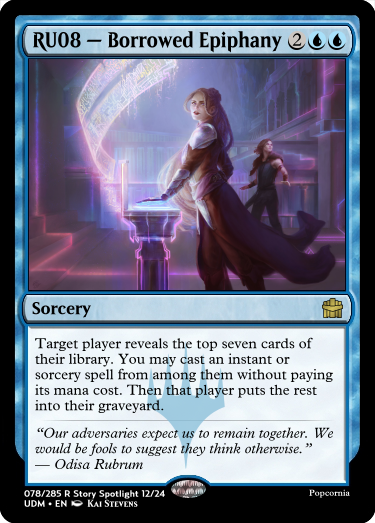 RU08 — Borrowed Epiphany 2
Sorcery
Target player reveals the top seven cards of
their library. You may cast an instant or
sorcery spell from among them without paying
its mana cost. Then that player puts the rest
into their graveyard.
“Our adversaries expect us to remain together. We
would be fools to suggest they think otherwise.”
— Odisa Rubrum
078/285 R Story Spotlight 12/24
Popcornia
UDM • EN Kai Stevens